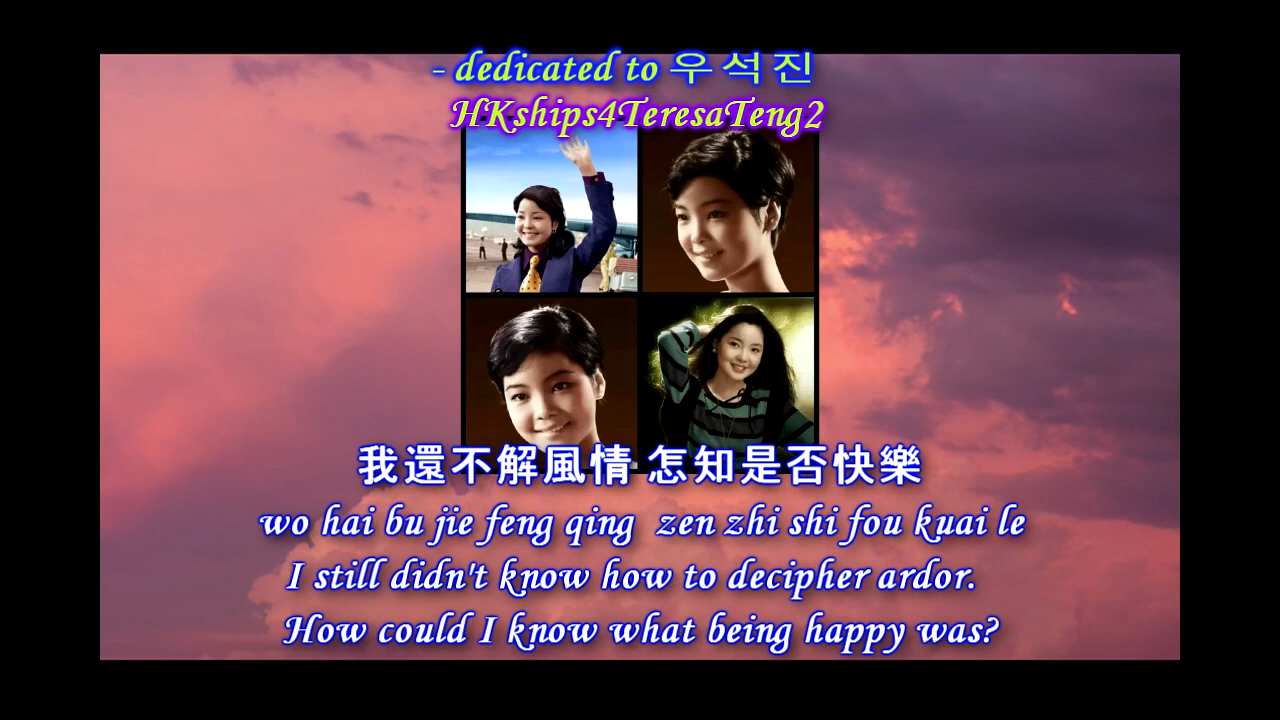 - dedicated to 우 석 진
HKships4TeresaTeng2
我還不解風情 怎知是否快樂
wo hai bu jie feng qing zen zhi shi fou kuai le
I still didn't know how to decipher ardor.
How could I know what being happy was?